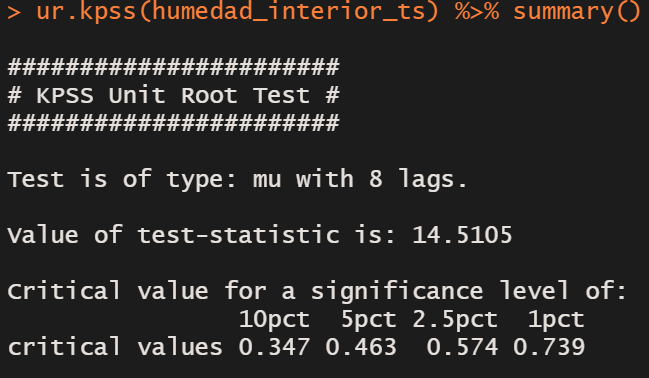 > ur.kpss(humedad_interior_ts) %>% summary()
#######################
# KPSS Unit Root Test #
#######################
Test is of type: mu with 8 lags.
Value of test-statistic is: 14.5105
Critical value for a significance level of:
                10pct  5pct 2.5pct  1pct
critical values 0.347 0.463  0.574 0.739